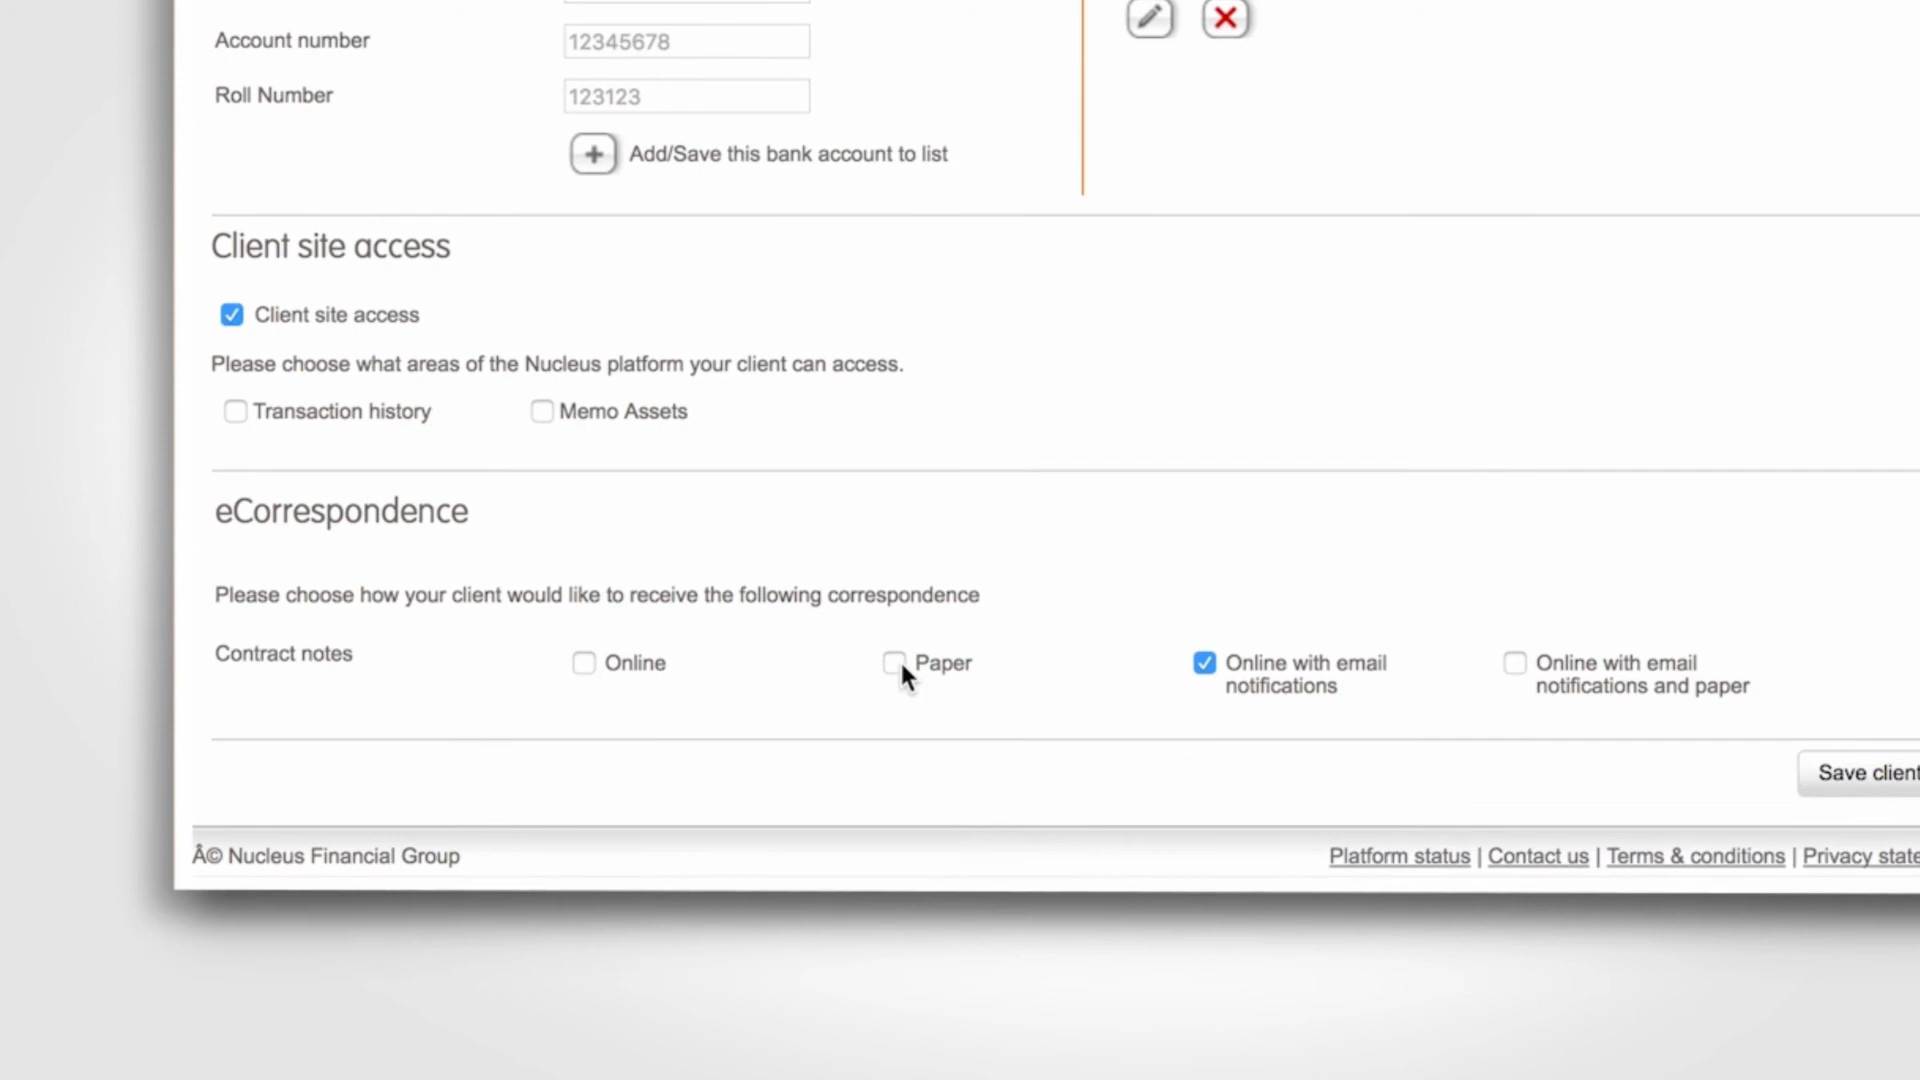 Account number
12345678
Roll Number
123123
Add/Save this bank account to list
Client site access
Client site access
Please choose what areas of the Nucleus platform your client can access.
Transaction history
Memo Assets
eCorrespondence
Please choose how your client would like to receive the following correspondence
Contract notes
Online
Paper
Online with email
notifications
Online with email
notifications and paper
Save client
Â© Nucleus Financial Group
Platform status | Contact us | Terms & conditions | Privacy state